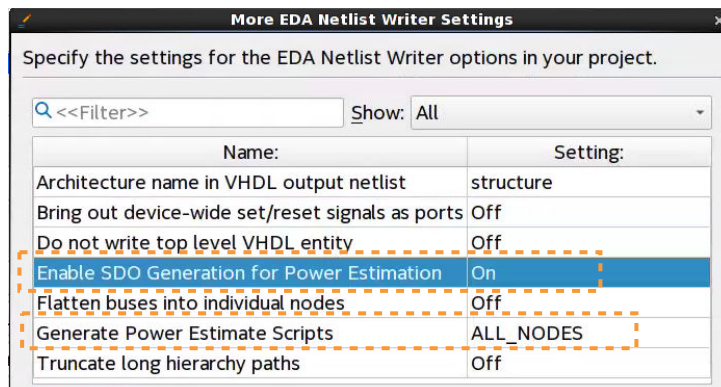 More EDA Netlist Writer Settings
Specify the settings for the EDA Netlist Writer options in your project.
<<Filter>> Show: All
Name: Setting:
Architecture name in VHDL output netlist structure
Bring out device-wide set/reset signals as ports Off
Do not write top level VHDL entity Off
Enable SDO Generation for Power Estimation On
Flatten buses into individual nodes Off
Generate Power Estimate Scripts ALL_NODES
Truncate long hierarchy paths Off